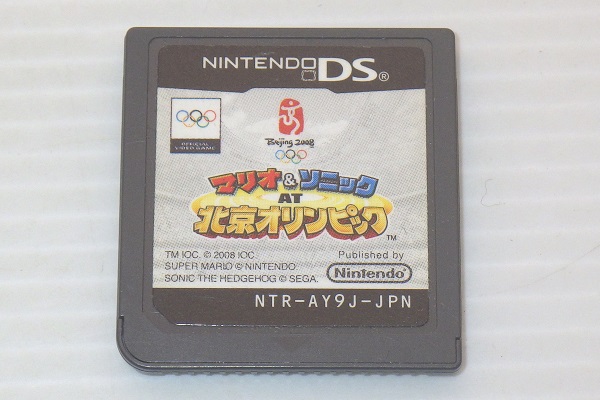 NINTENDO DS®
OFFICIAL
VIDEO GAME
Beijing 2008
マリオ&ソニック
AT
北京オリンピック™
TM IOC. © 2008 IOC.
SUPER MARIO © NINTENDO
SONIC THE HEDGEHOG © SEGA.
Published by
Nintendo
NTR-AY9J-JPN